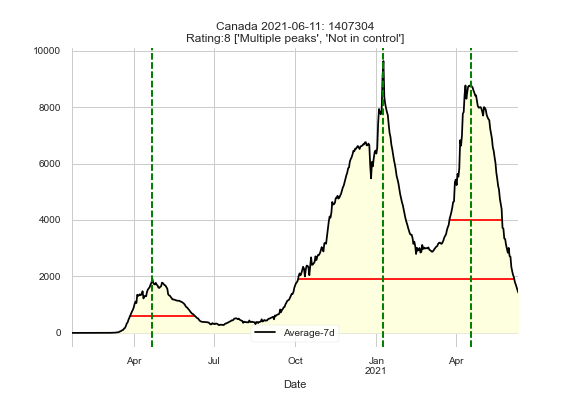 Canada 2021-06-11: 1407304
Rating:8 ['Multiple peaks', 'Not in control']
10000
8000
6000
4000
2000
0
Average-7d
Apr Jul Oct Jan Apr
2021
Date